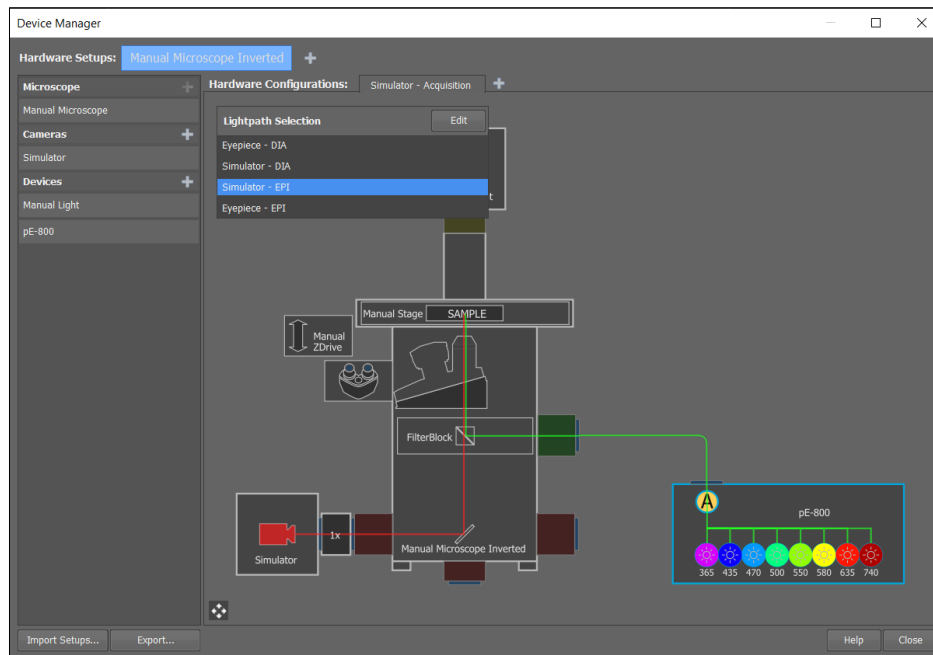 Device Manager
Hardware Setups: Manual Microscope Inverted +
Microscope +
Manual Microscope
Cameras +
Simulator
Devices +
Manual Light
pE-800
Hardware Configurations: Simulator - Acquisition +
Lightpath Selection Edit
Eyepiece - DIA
Simulator - DIA
Simulator - EPI
Eyepiece - EPI
t
Manual Stage SAMPLE
Manual
ZDrive
FilterBlock
1x
Simulator
Manual Microscope Inverted
A
pE-800
365 435 470 500 550 580 635 740
Import Setups... Export... Help Close